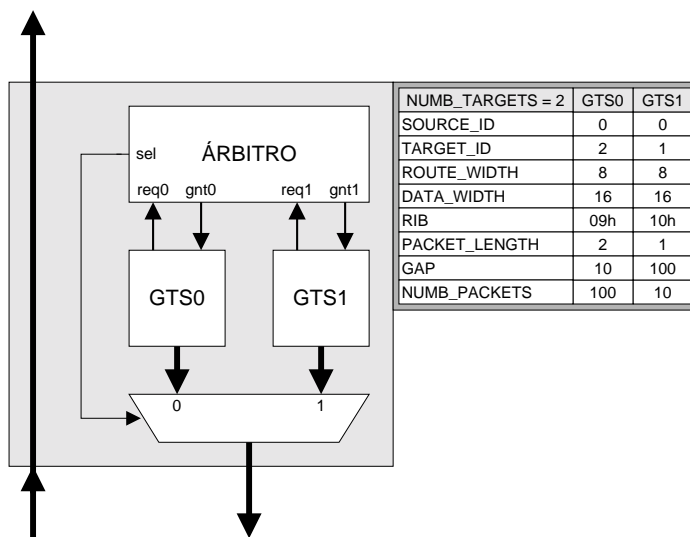 sel ÁRBITRO
req0 gnt0 req1 gnt1
GTS0 GTS1
0 1
NUMB_TARGETS = 2 GTS0 GTS1
SOURCE_ID 0 0
TARGET_ID 2 1
ROUTE_WIDTH 8 8
DATA_WIDTH 16 16
RIB 09h 10h
PACKET_LENGTH 2 1
GAP 10 100
NUMB_PACKETS 100 10